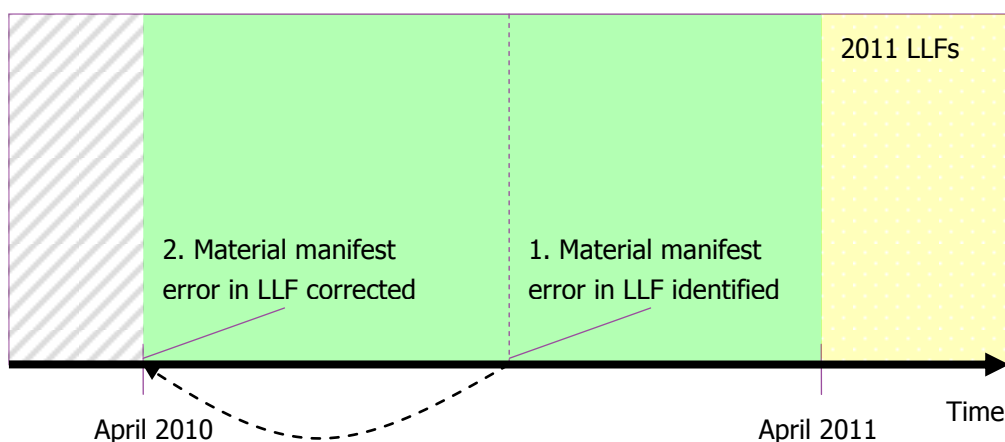 2011 LLFs
2. Material manifest
error in LLF corrected
1. Material manifest
error in LLF identified
Time
April 2010
April 2011